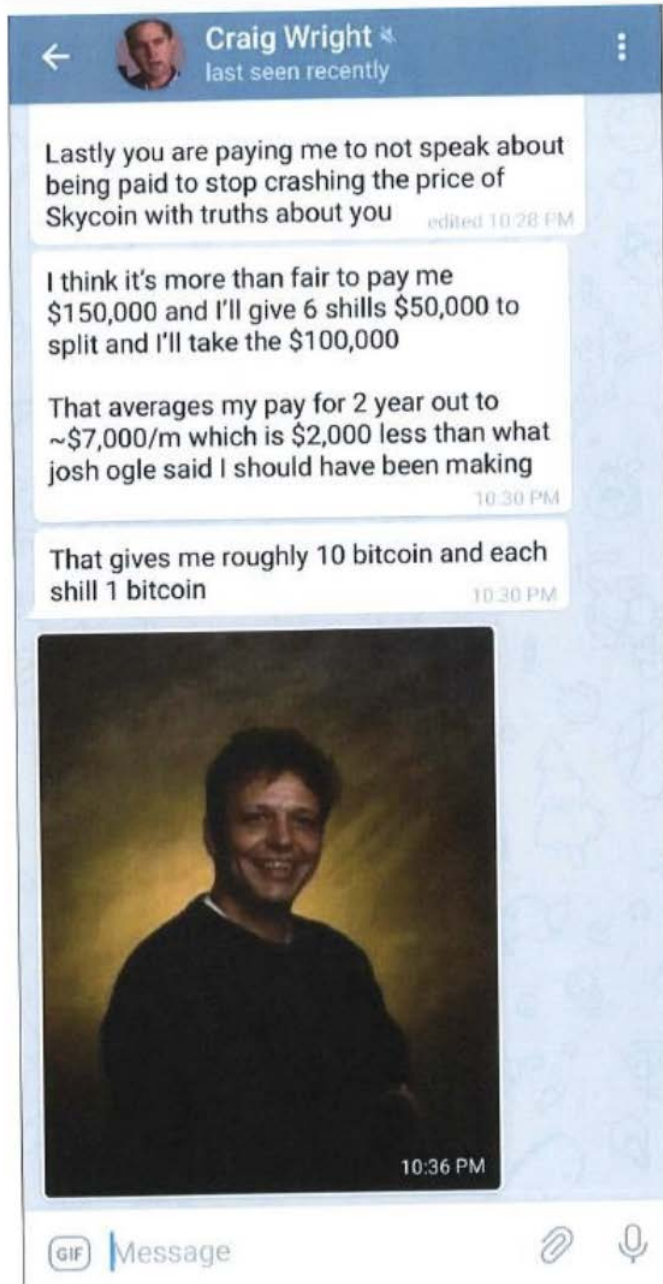 Craig Wright
last seen recently
Lastly you are paying me to not speak about
being paid to stop crashing the price of
Skycoin with truths about you
edited 10:28 PM
I think it's more than fair to pay me
$150,000 and I'll give 6 shills $50,000 to
split and I'll take the $100,000
That averages my pay for 2 year out to
~$7,000/m which is $2,000 less than what
josh ogle said I should have been making
10:30 PM
That gives me roughly 10 bitcoin and each
shill 1 bitcoin
10:30 PM
10:36 PM
GIF
Message